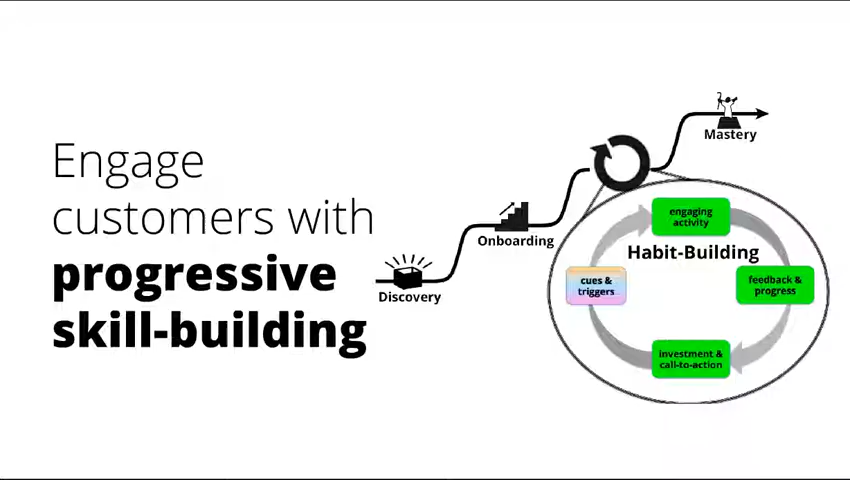 Engage
customers with
progressive
skill-building
Discovery
Onboarding
Mastery
Habit-Building
engaging
activity
feedback &
progress
investment &
call-to-action
cues &
triggers